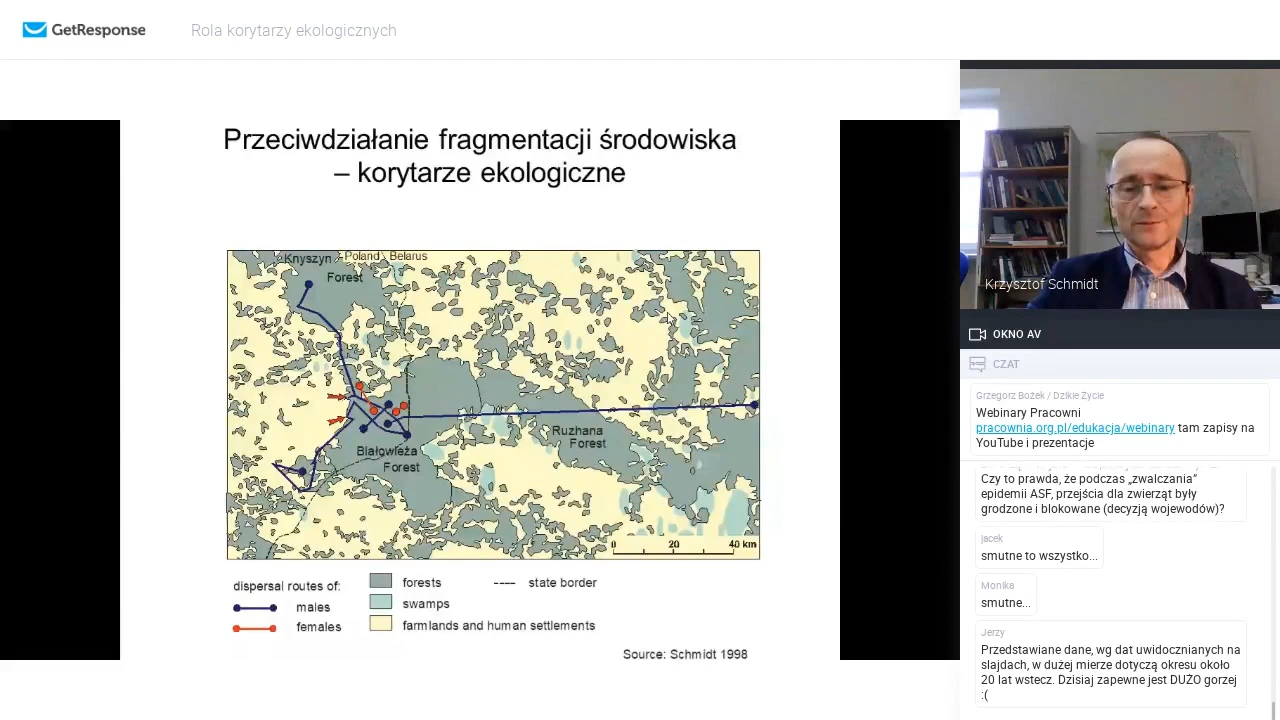 GetResponse
Rola korytarzy ekologicznych
Przeciwdziałanie fragmentacji środowiska
– korytarze ekologiczne
Knyszyn
Forest
Poland
Belarus
Białowieża
Forest
Ruzhana
Forest
0 20 40 km
dispersal routes of:
males
females
forests
swamps
farmlands and human settlements
state border
Source: Schmidt 1998
Krzysztof Schmidt
OKNO AV
CZAT
Grzegorz Bożek / Dzikie Życie
Webinary Pracowni
pracownia.org.pl/edukacja/webinary tam zapisy na
YouTube i prezentacje
Czy to prawda, że podczas „zwalczania”
epidemii ASF, przejścia dla zwierząt były
grodzone i blokowane (decyzją wojewodów)?
jacek
smutne to wszystko...
Monika
smutne...
Jerzy
Przedstawiane dane, wg dat uwidocznianych na
slajdach, w dużej mierze dotyczą okresu około
20 lat wstecz. Dzisiaj zapewne jest DUŻO gorzej
:(